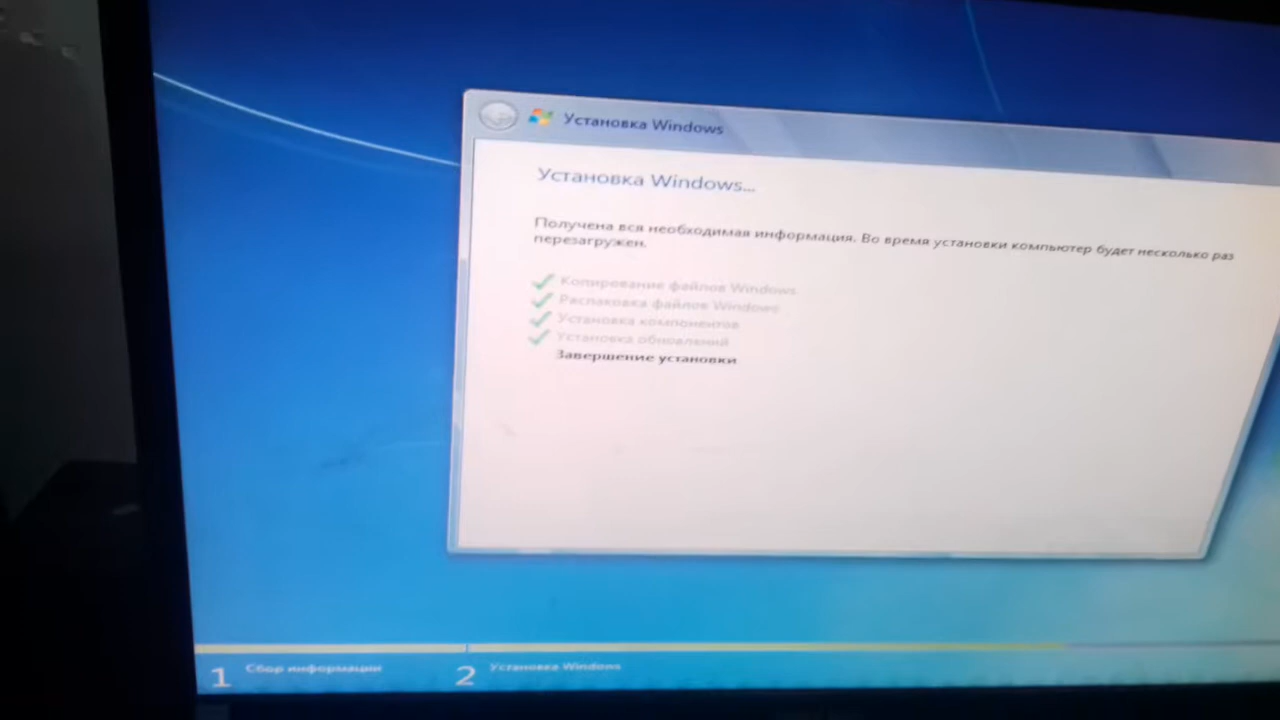 Установка Windows
Установка Windows...
Получена вся необходимая информация. Во время установки компьютер будет несколько раз
перезагружен.
Копирование файлов Windows
Распаковка файлов Windows
Установка компонентов
Установка обновлений
Завершение установки
1 Сбор информации 2 Установка Windows